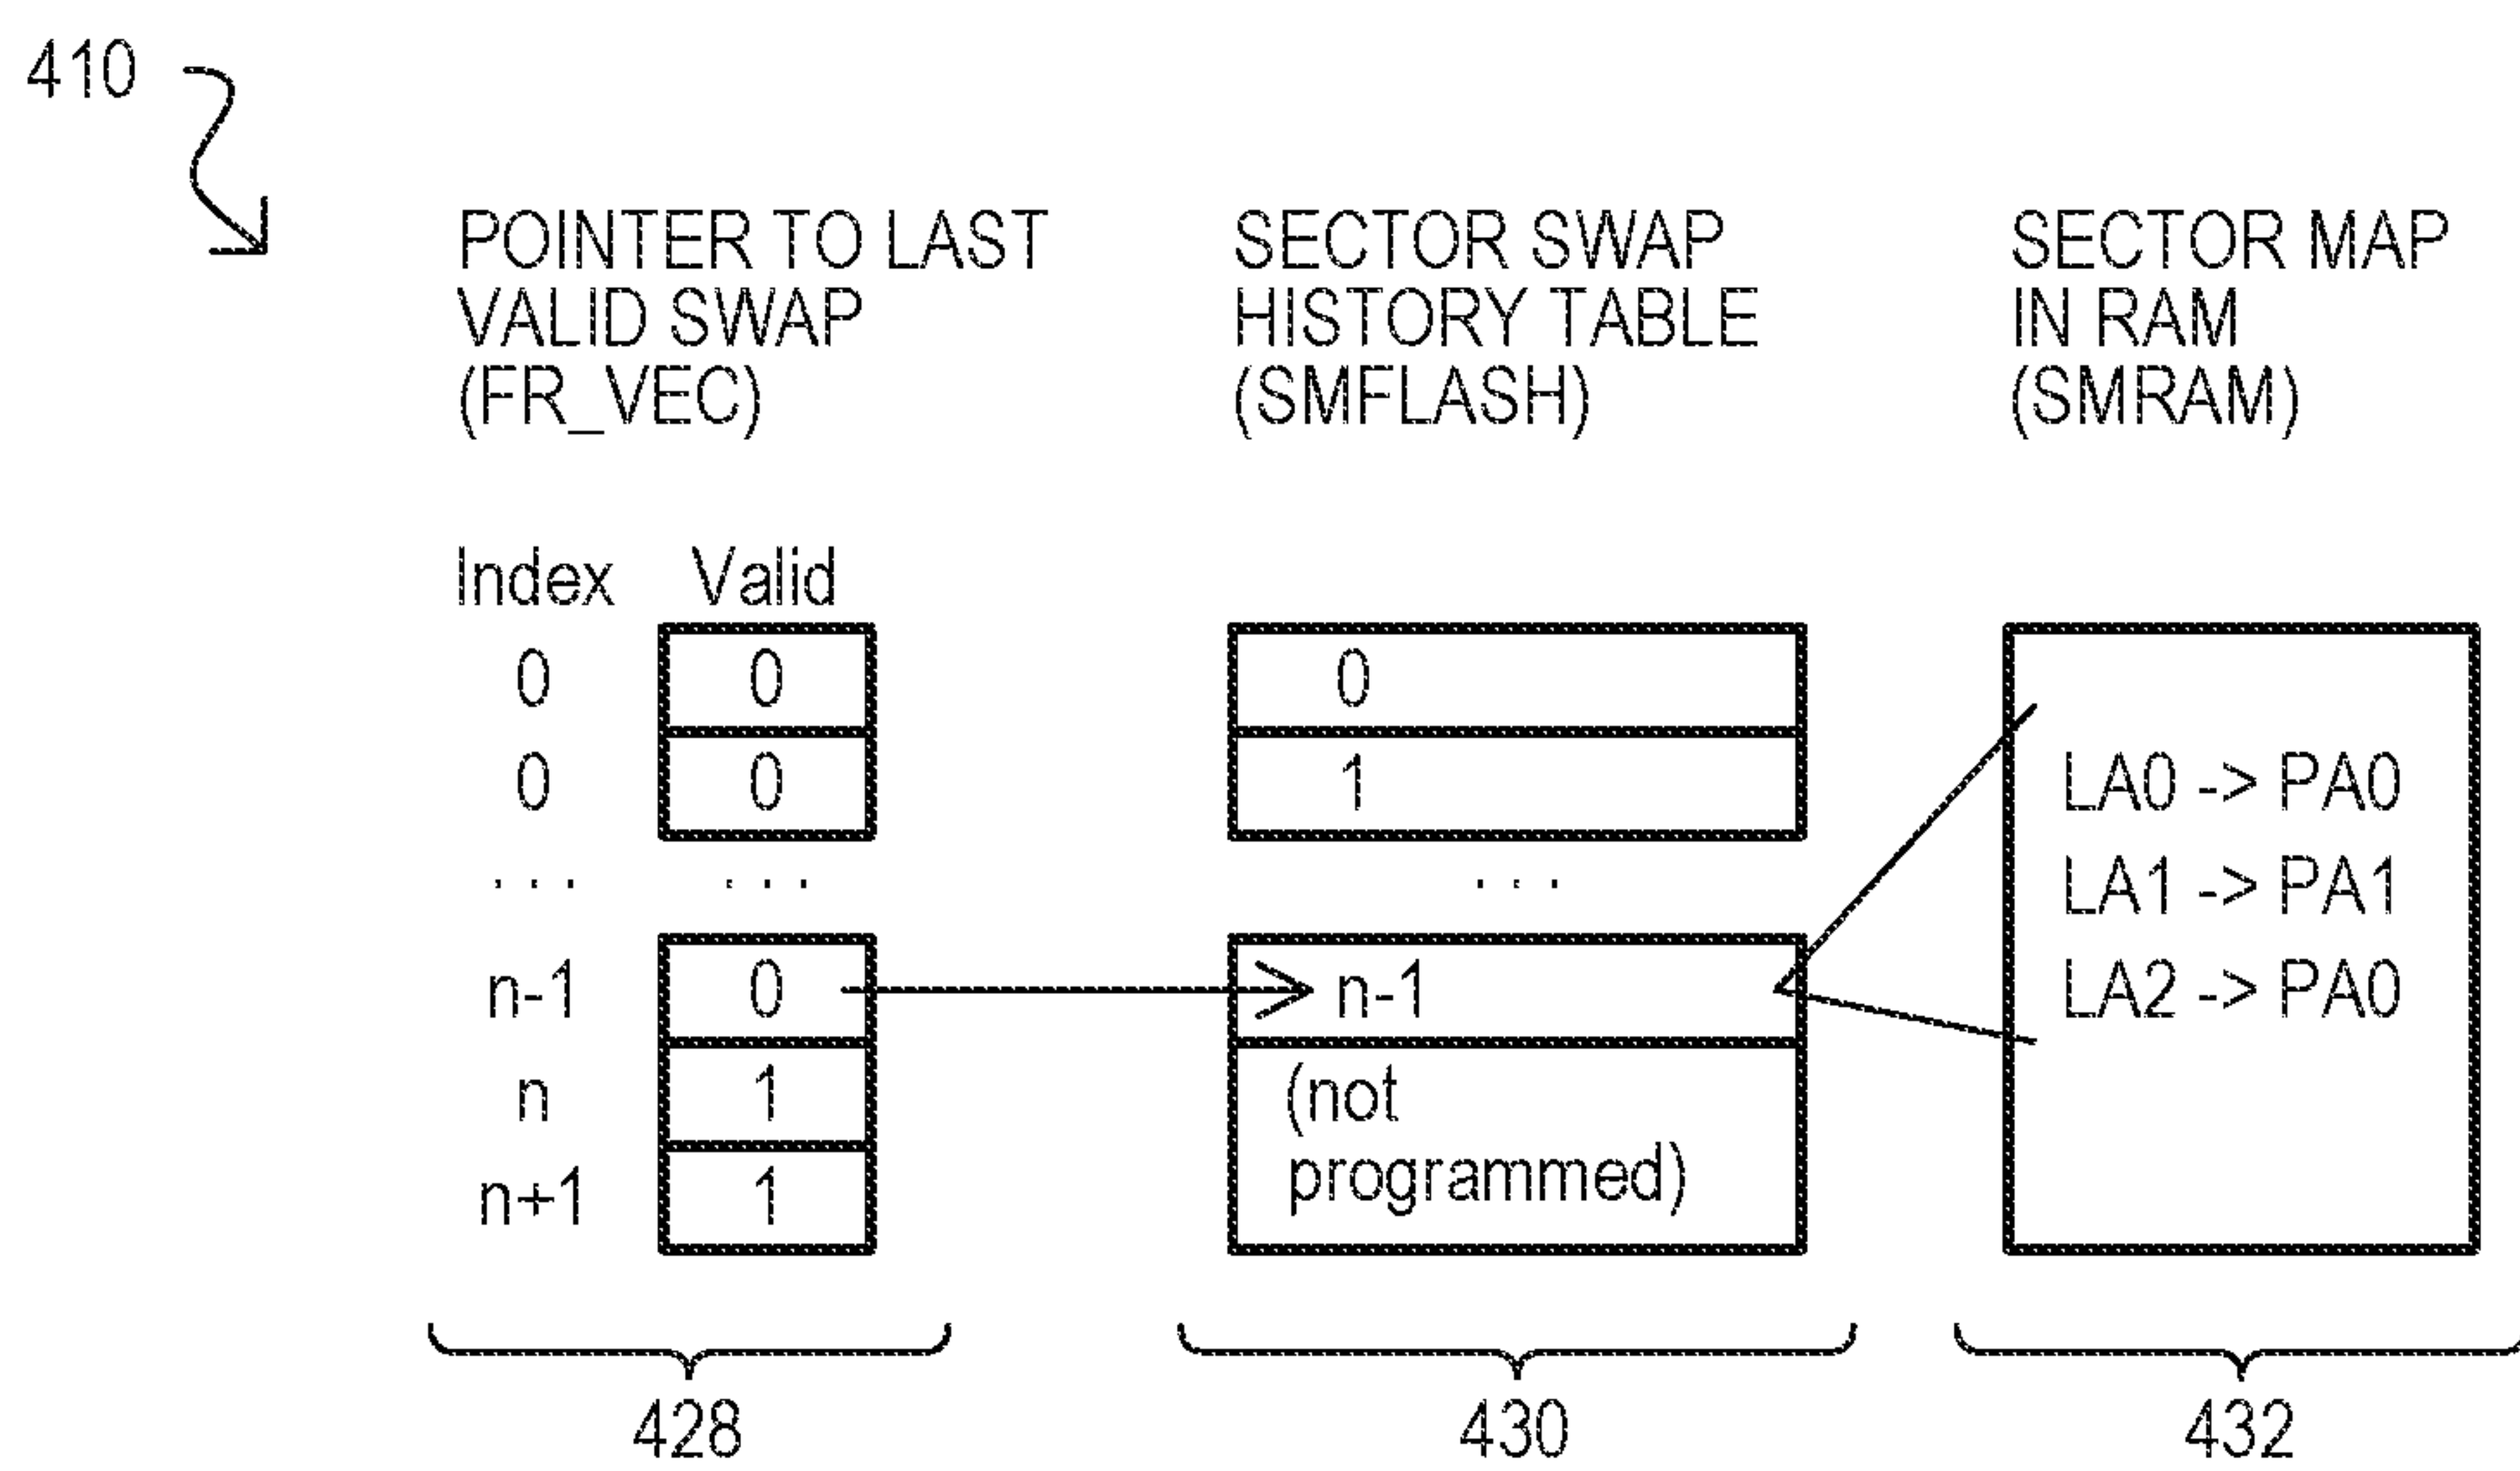 410
POINTER TO LAST
VALID SWAP
(FR_VEC)
SECTOR SWAP
HISTORY TABLE
(SMFLASH)
SECTOR MAP
IN RAM
(SMRAM)
Index Valid
0 0
0 0
... ...
n-1 0
n 1
n+1 1
0
1
...
n-1
(not
programmed)
LA0 -> PA0
LA1 -> PA1
LA2 -> PA0
428
430
432